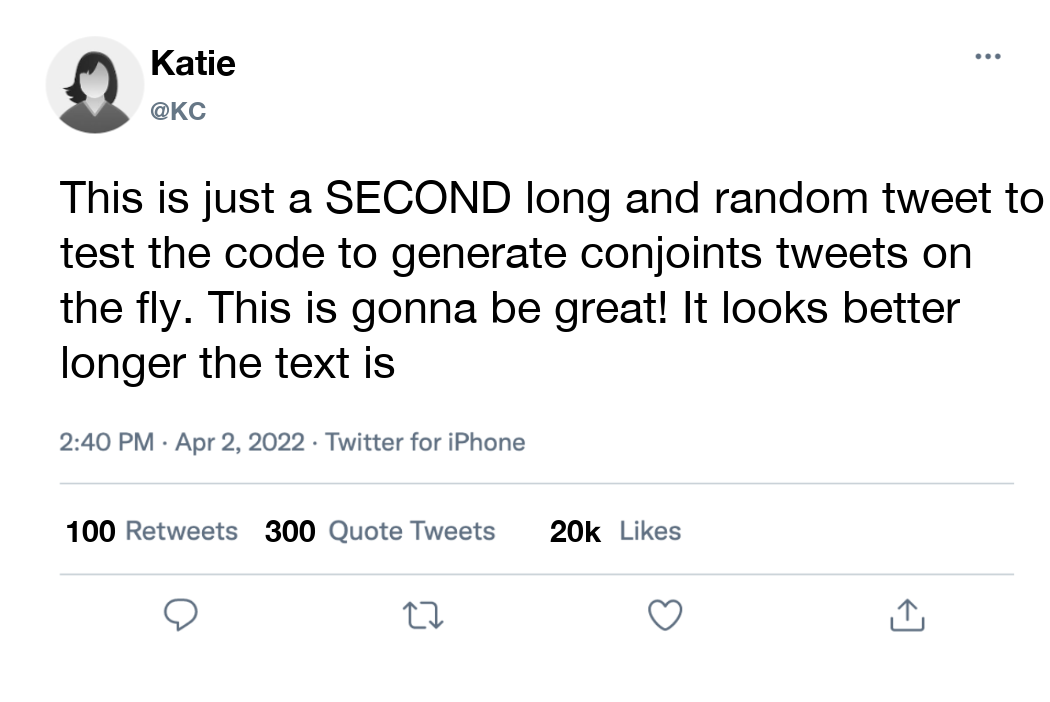 Katie
@KC
This is just a SECOND long and random tweet to
test the code to generate conjoints tweets on
the fly. This is gonna be great! It looks better
longer the text is
2:40 PM · Apr 2, 2022 · Twitter for iPhone
100 Retweets 300 Quote Tweets 20k Likes